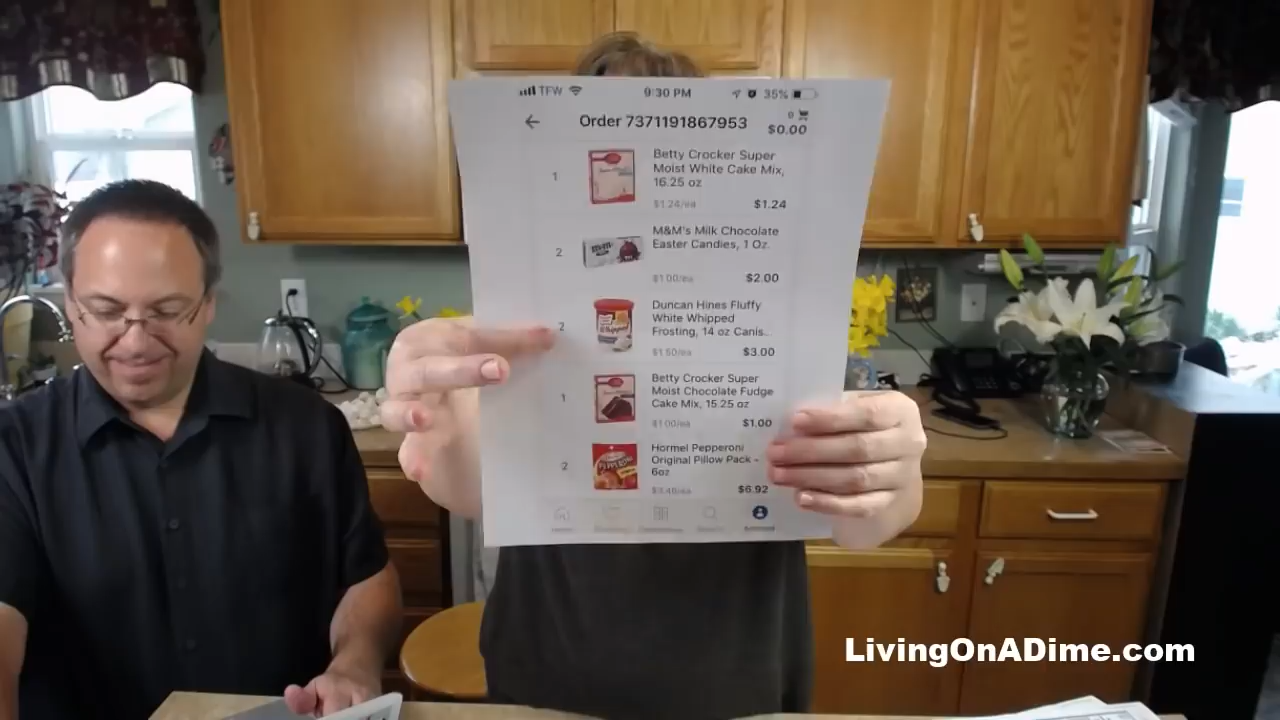 TFW 9:30 PM 35%
Order 7371191867953
0
$0.00
1
Betty Crocker Super
Moist White Cake Mix,
16.25 oz
$1.24/ea $1.24
2
M&M's Milk Chocolate
Easter Candies, 1 Oz.
$1.00/ea $2.00
2
Duncan Hines Fluffy
White Whipped
Frosting, 14 oz Canis...
$1.50/ea $3.00
1
Betty Crocker Super
Moist Chocolate Fudge
Cake Mix, 15.25 oz
$1.00/ea $1.00
2
Hormel Pepperoni
Original Pillow Pack -
6oz
$3.46/ea $6.92
LivingOnADime.com